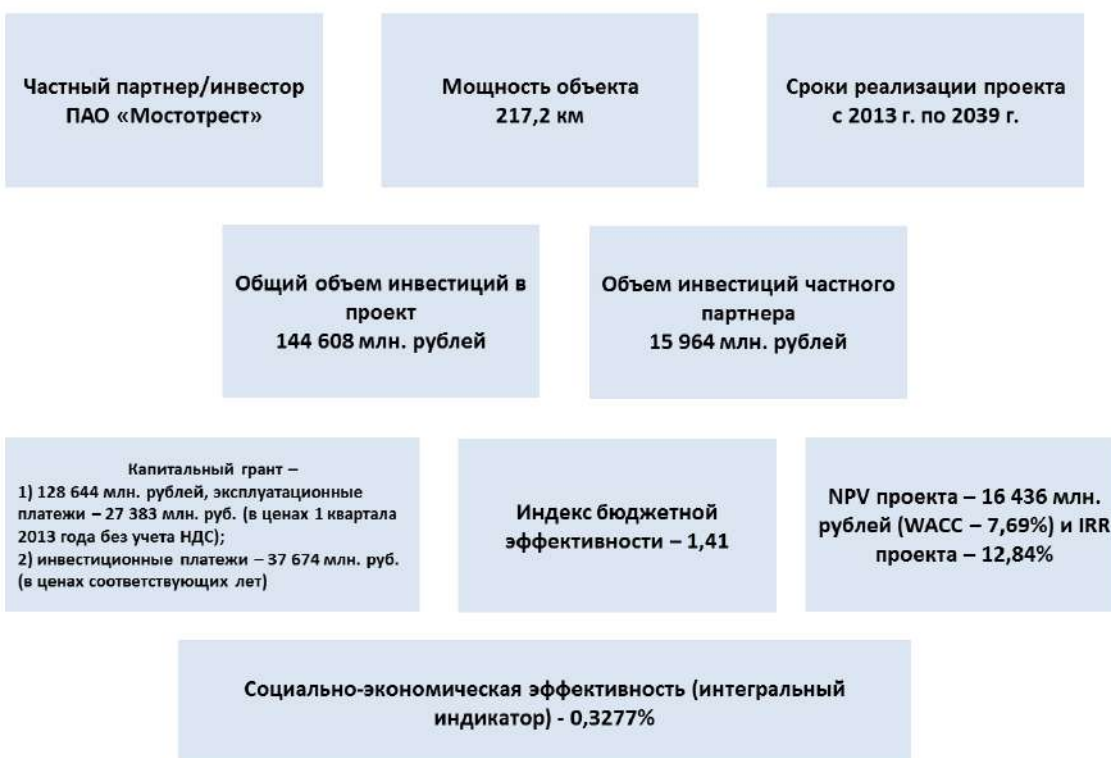 Частный партнер/инвестор
ПАО «Мостотрест»
Мощность объекта
217,2 км
Сроки реализации проекта
с 2013 г. по 2039 г.
Общий объем инвестиций в
проект
144 608 млн. рублей
Объем инвестиций частного
партнера
15 964 млн. рублей
Капитальный грант –
1) 128 644 млн. рублей, эксплуатационные
платежи – 27 383 млн. руб. (в ценах 1 квартала
2013 года без учета НДС);
2) инвестиционные платежи – 37 674 млн. руб.
(в ценах соответствующих лет)
Индекс бюджетной
эффективности – 1,41
NPV проекта – 16 436 млн.
рублей (WACC – 7,69%) и IRR
проекта – 12,84%
Социально-экономическая эффективность (интегральный
индикатор) - 0,3277%